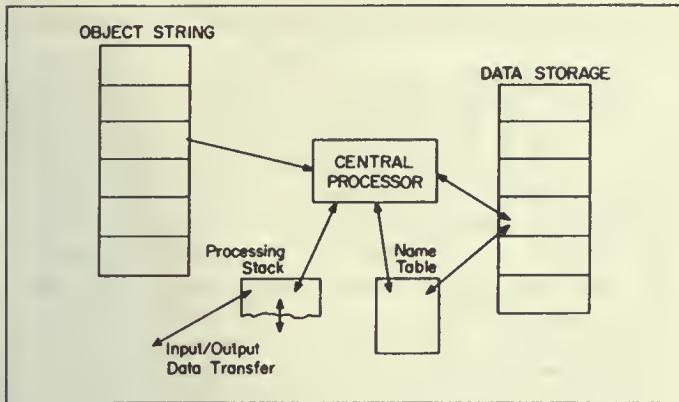 OBJECT STRING
DATA STORAGE
CENTRAL
PROCESSOR
Processing
Stack
Name
Table
Input/Output
Data Transfer